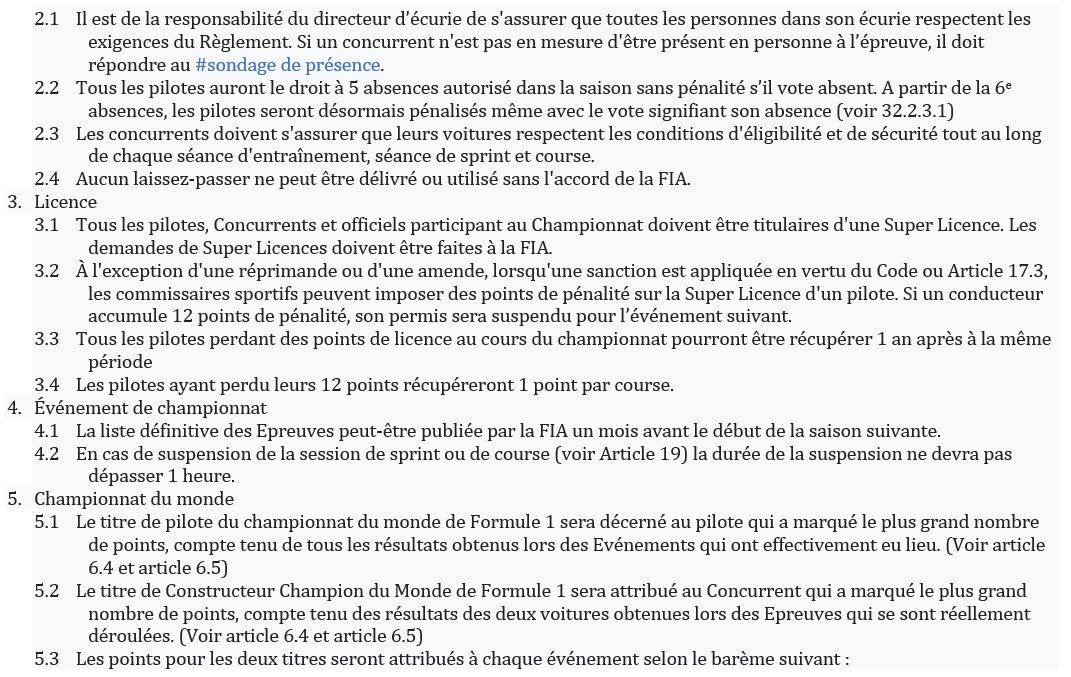 2.1 Il est de la responsabilité du directeur d’écurie de s'assurer que toutes les personnes dans son écurie respectent les
exigences du Règlement. Si un concurrent n'est pas en mesure d'être présent en personne à l’épreuve, il doit
répondre au #sondage de présence.
2.2 Tous les pilotes auront le droit à 5 absences autorisé dans la saison sans pénalité s’il vote absent. A partir de la 6e
absences, les pilotes seront désormais pénalisés même avec le vote signifiant son absence (voir 32.2.3.1)
2.3 Les concurrents doivent s'assurer que leurs voitures respectent les conditions d'éligibilité et de sécurité tout au long
de chaque séance d'entraînement, séance de sprint et course.
2.4 Aucun laissez-passer ne peut être délivré ou utilisé sans l'accord de la FIA.
3. Licence
3.1 Tous les pilotes, Concurrents et officiels participant au Championnat doivent être titulaires d'une Super Licence. Les
demandes de Super Licences doivent être faites à la FIA.
3.2 À l'exception d'une réprimande ou d'une amende, lorsqu'une sanction est appliquée en vertu du Code ou Article 17.3,
les commissaires sportifs peuvent imposer des points de pénalité sur la Super Licence d'un pilote. Si un conducteur
accumule 12 points de pénalité, son permis sera suspendu pour l’événement suivant.
3.3 Tous les pilotes perdant des points de licence au cours du championnat pourront être récupérer 1 an après à la même
période
3.4 Les pilotes ayant perdu leurs 12 points récupéreront 1 point par course.
4. Événement de championnat
4.1 La liste définitive des Epreuves peut-être publiée par la FIA un mois avant le début de la saison suivante.
4.2 En cas de suspension de la session de sprint ou de course (voir Article 19) la durée de la suspension ne devra pas
dépasser 1 heure.
5. Championnat du monde
5.1 Le titre de pilote du championnat du monde de Formule 1 sera décerné au pilote qui a marqué le plus grand nombre
de points, compte tenu de tous les résultats obtenus lors des Evénements qui ont effectivement eu lieu. (Voir article
6.4 et article 6.5)
5.2 Le titre de Constructeur Champion du Monde de Formule 1 sera attribué au Concurrent qui a marqué le plus grand
nombre de points, compte tenu des résultats des deux voitures obtenues lors des Epreuves qui se sont réellement
déroulées. (Voir article 6.4 et article 6.5)
5.3 Les points pour les deux titres seront attribués à chaque événement selon le barème suivant :